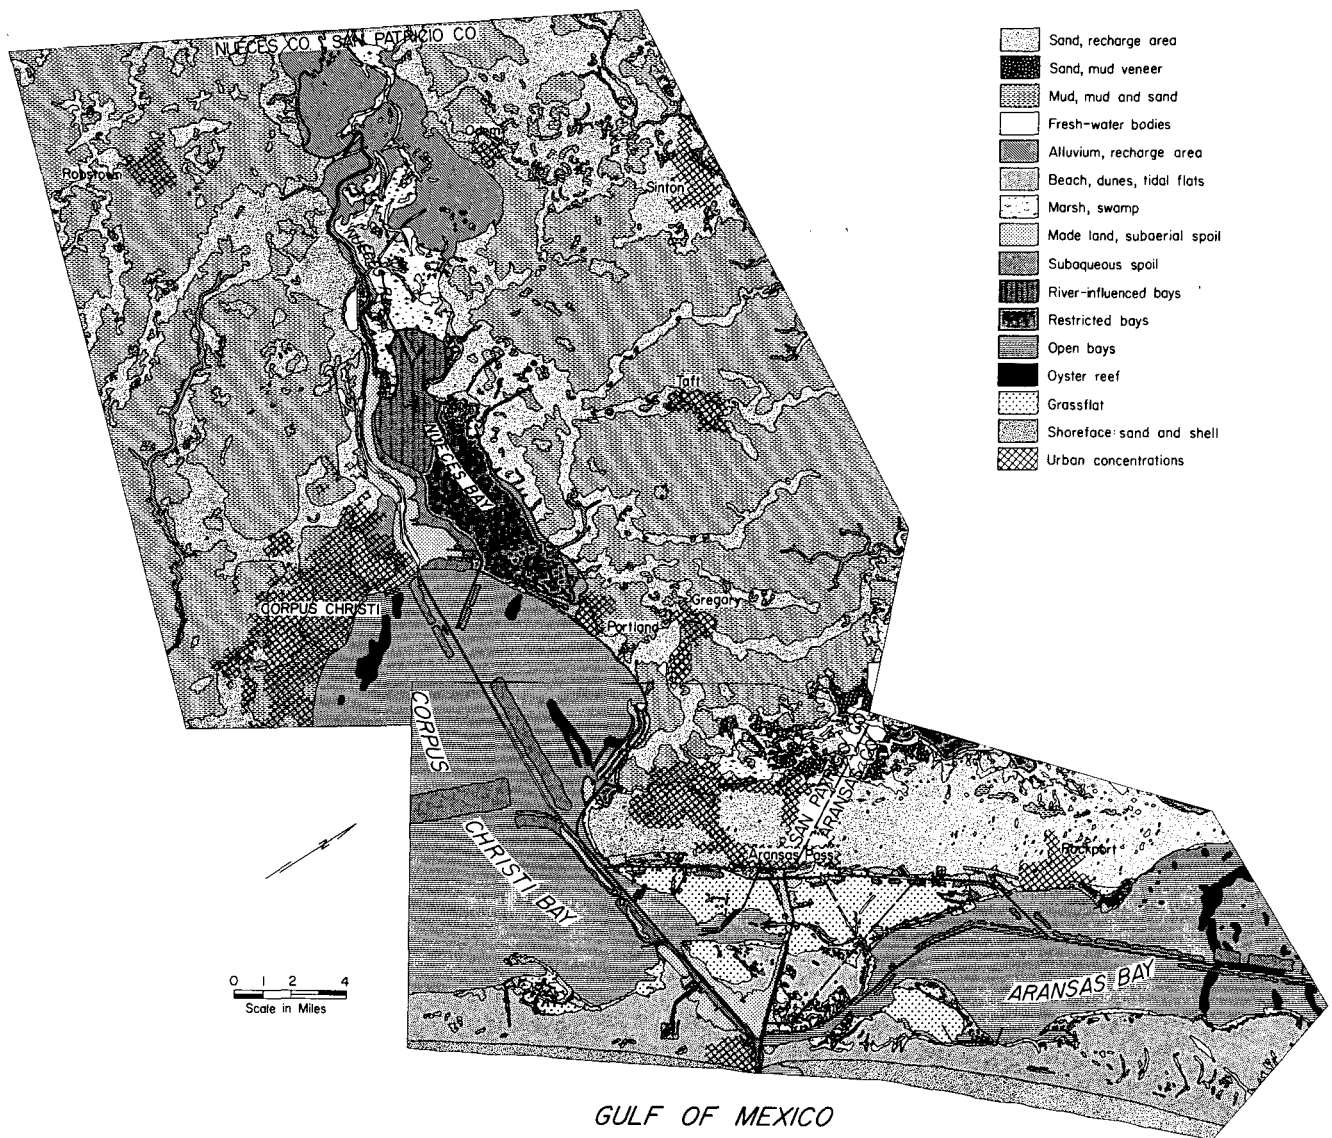 NUECES CO
SAN PATRICIO CO.
Robstown
Odem
Sinton
NUECES
Taft
NUECES BAY
CORPUS CHRISTI
Portland
Gregory
CORPUS
CHRISTI BAY
SAN PAT
ARANSAS CO
Aransas Pass
Rockport
ARANSAS BAY
N
0 1 2 4
Scale in Miles
GULF OF MEXICO
Sand, recharge area
Sand, mud veneer
Mud, mud and sand
Fresh-water bodies
Alluvium, recharge area
Beach, dunes, tidal flats
Marsh, swamp
Made land, subaerial spoil
Subaqueous spoil
River-influenced bays
Restricted bays
Open bays
Oyster reef
Grassflat
Shoreface: sand and shell
Urban concentrations